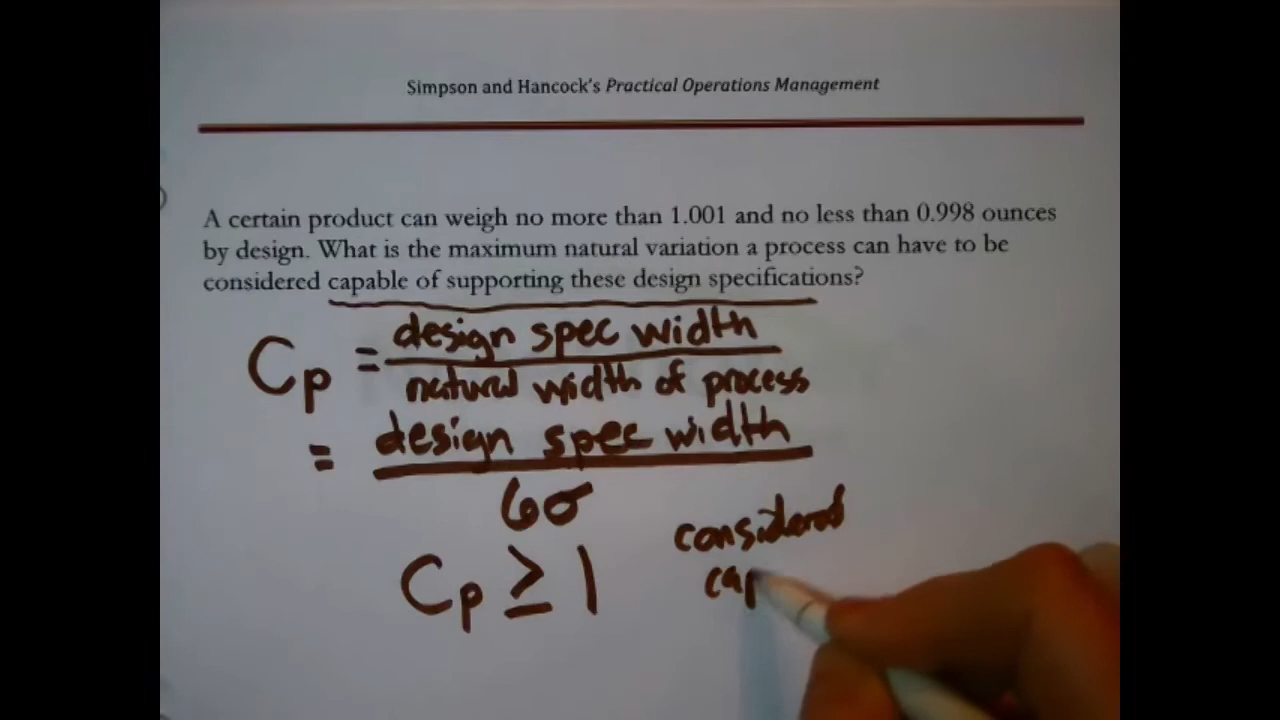 Simpson and Hancock's Practical Operations Management
A certain product can weigh no more than 1.001 and no less than 0.998 ounces
by design. What is the maximum natural variation a process can have to be
considered capable of supporting these design specifications?
Cp = design spec width
natural width of process
= design spec width
6σ
considered
Cp ≥ 1 cap